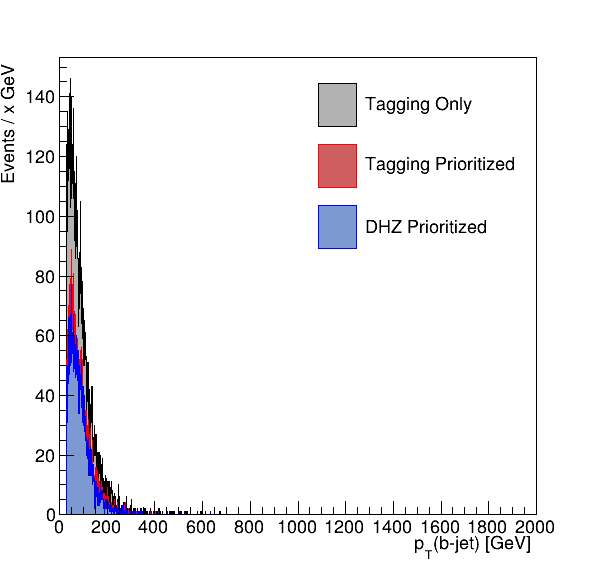 Events / x GeV
140
120
100
80
60
40
20
0
Tagging Only
Tagging Prioritized
DHZ Prioritized
0 200 400 600 800 1000 1200 1400 1600 1800 2000
p_T(b-jet) [GeV]